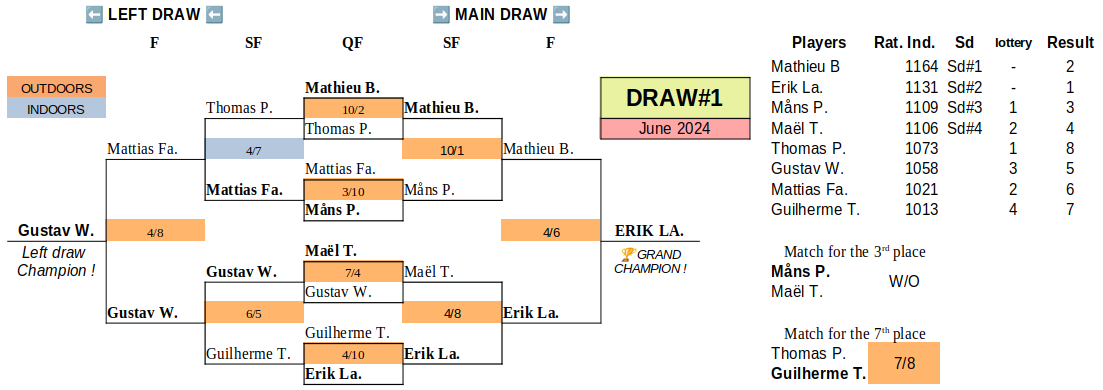 ⬅ LEFT DRAW ⬅ ➡ MAIN DRAW ➡
F SF QF SF F
Players Rat. Ind. Sd lottery Result
Mathieu B 1164 Sd#1 - 2
Erik La. 1131 Sd#2 - 1
Måns P. 1109 Sd#3 1 3
Maël T. 1106 Sd#4 2 4
Thomas P. 1073 1 8
Gustav W. 1058 3 5
Mattias Fa. 1021 2 6
Guilherme T. 1013 4 7
OUTDOORS
INDOORS
DRAW#1
June 2024
Mathieu B.
Thomas P. 10/2 Mathieu B.
Thomas P.
Mattias Fa. 4/7 10/1 Mathieu B.
Mattias Fa.
Mattias Fa. 3/10 Måns P.
Måns P.
Gustav W. 4/8 4/6 ERIK LA.
Left draw
Champion !
🏆GRAND
CHAMPION !
Maël T.
Gustav W. 7/4 Maël T.
Gustav W.
Gustav W. 6/5 4/8 Erik La.
Guilherme T.
Guilherme T. 4/10 Erik La.
Erik La.
Match for the 3rd place
Måns P.
W/O
Maël T.
Match for the 7th place
Thomas P.
7/8
Guilherme T.